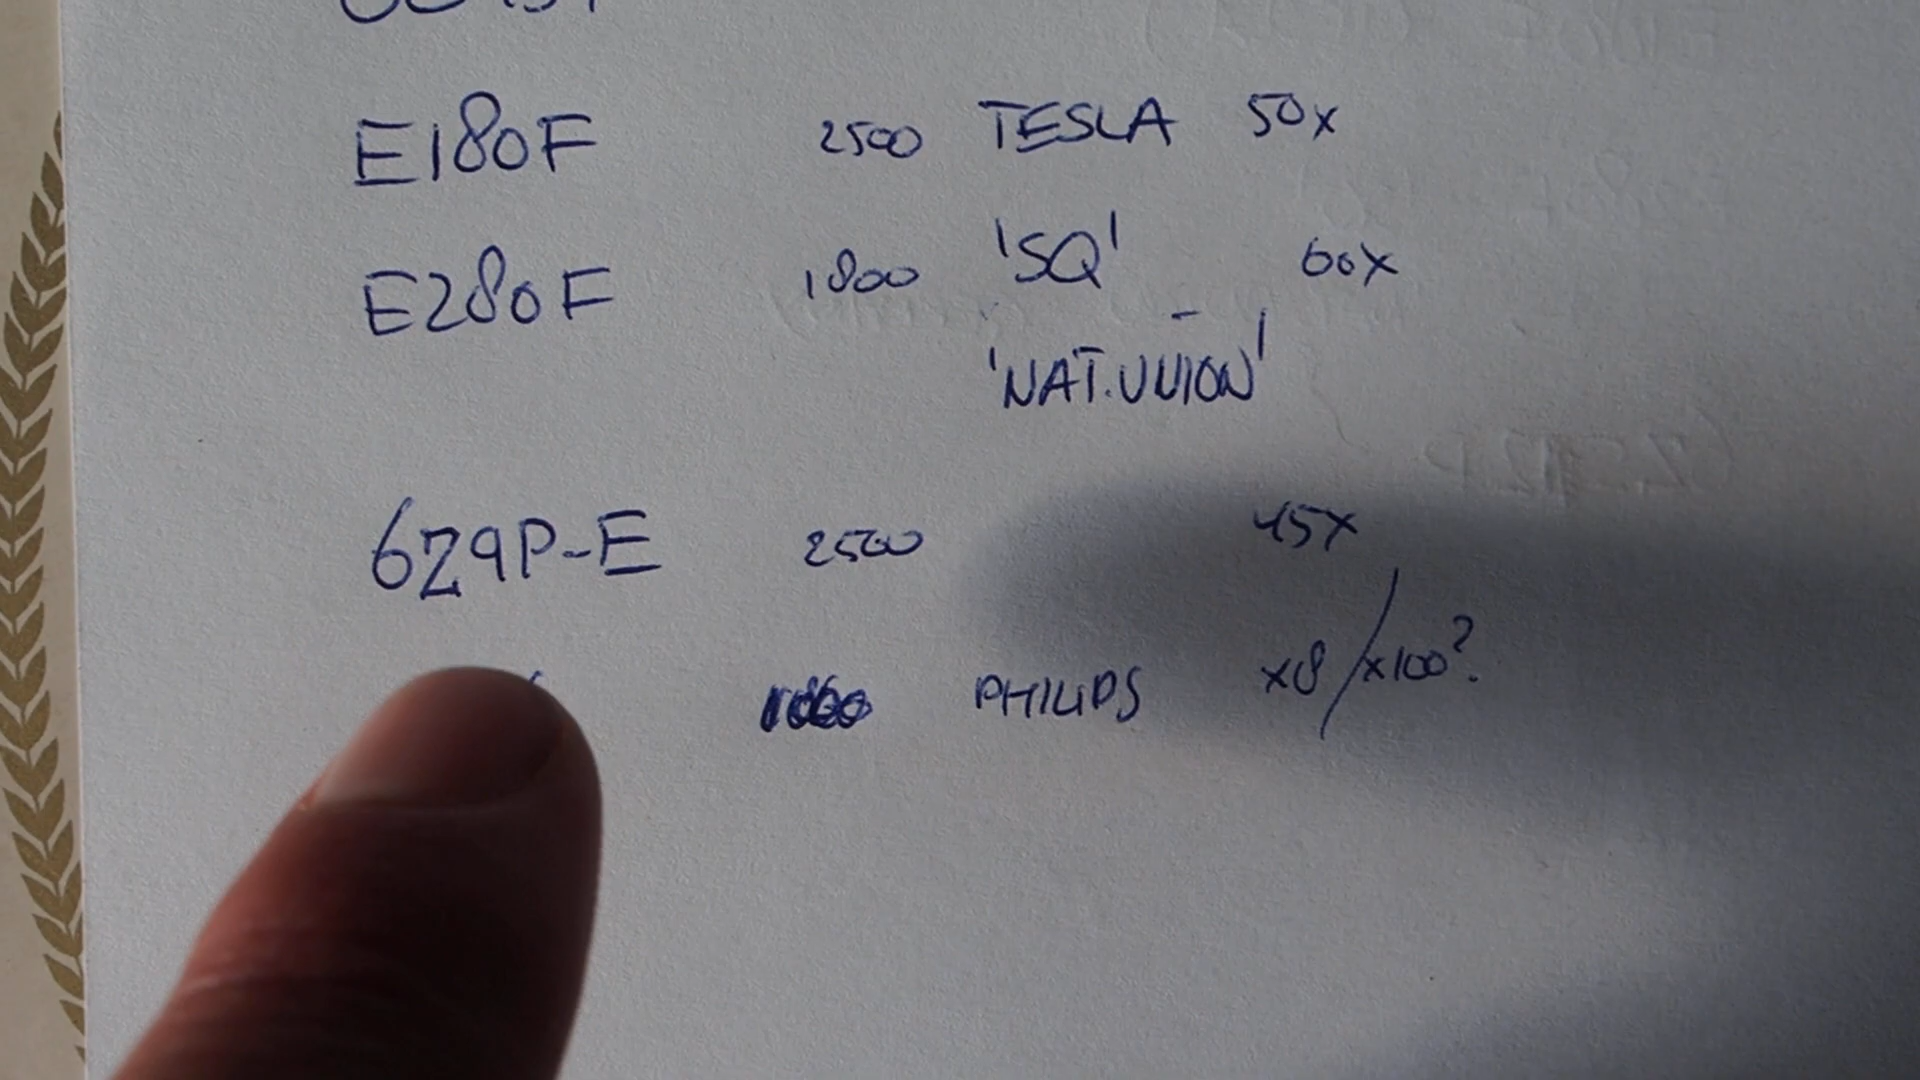 E180F 2500 TESLA 50x
E280F 1800 'SQ' 60x
'NAT.UNION'
6Z9P-E 2500 45x
PHILIPS x8/x100?